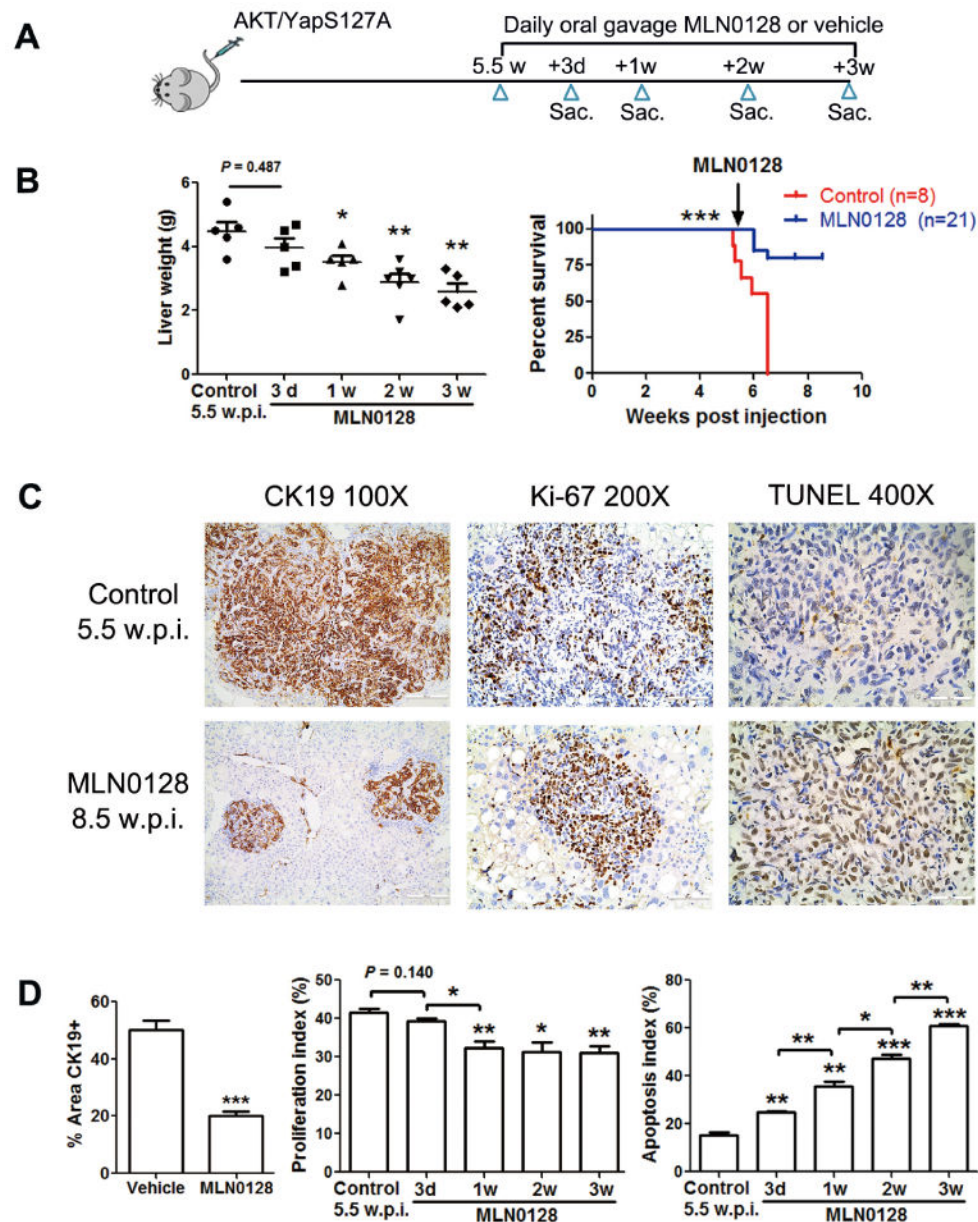 A
AKT/YapS127A
Daily oral gavage MLN0128 or vehicle
5.5 w +3d +1w +2w +3w
Sac. Sac. Sac. Sac.
B
P = 0.487
Liver weight (g)
6
4
2
0
* ** **
Control 3 d 1 w 2 w 3 w
5.5 w.p.i. MLN0128
MLN0128
Control (n=8)
MLN0128 (n=21)
***
Percent survival
100
75
50
25
0
0 2 4 6 8 10
Weeks post injection
C
CK19 100X Ki-67 200X TUNEL 400X
Control
5.5 w.p.i.
MLN0128
8.5 w.p.i.
D
% Area CK19+
60
40
20
0
***
Vehicle MLN0128
P = 0.140
Proliferation index (%)
50
40
30
20
10
0
*
** * **
Control 3d 1w 2w 3w
5.5 w.p.i. MLN0128
Apoptosis index (%)
80
60
40
20
0
** * **
** ** *** ***
Control 3d 1w 2w 3w
5.5 w.p.i. MLN0128